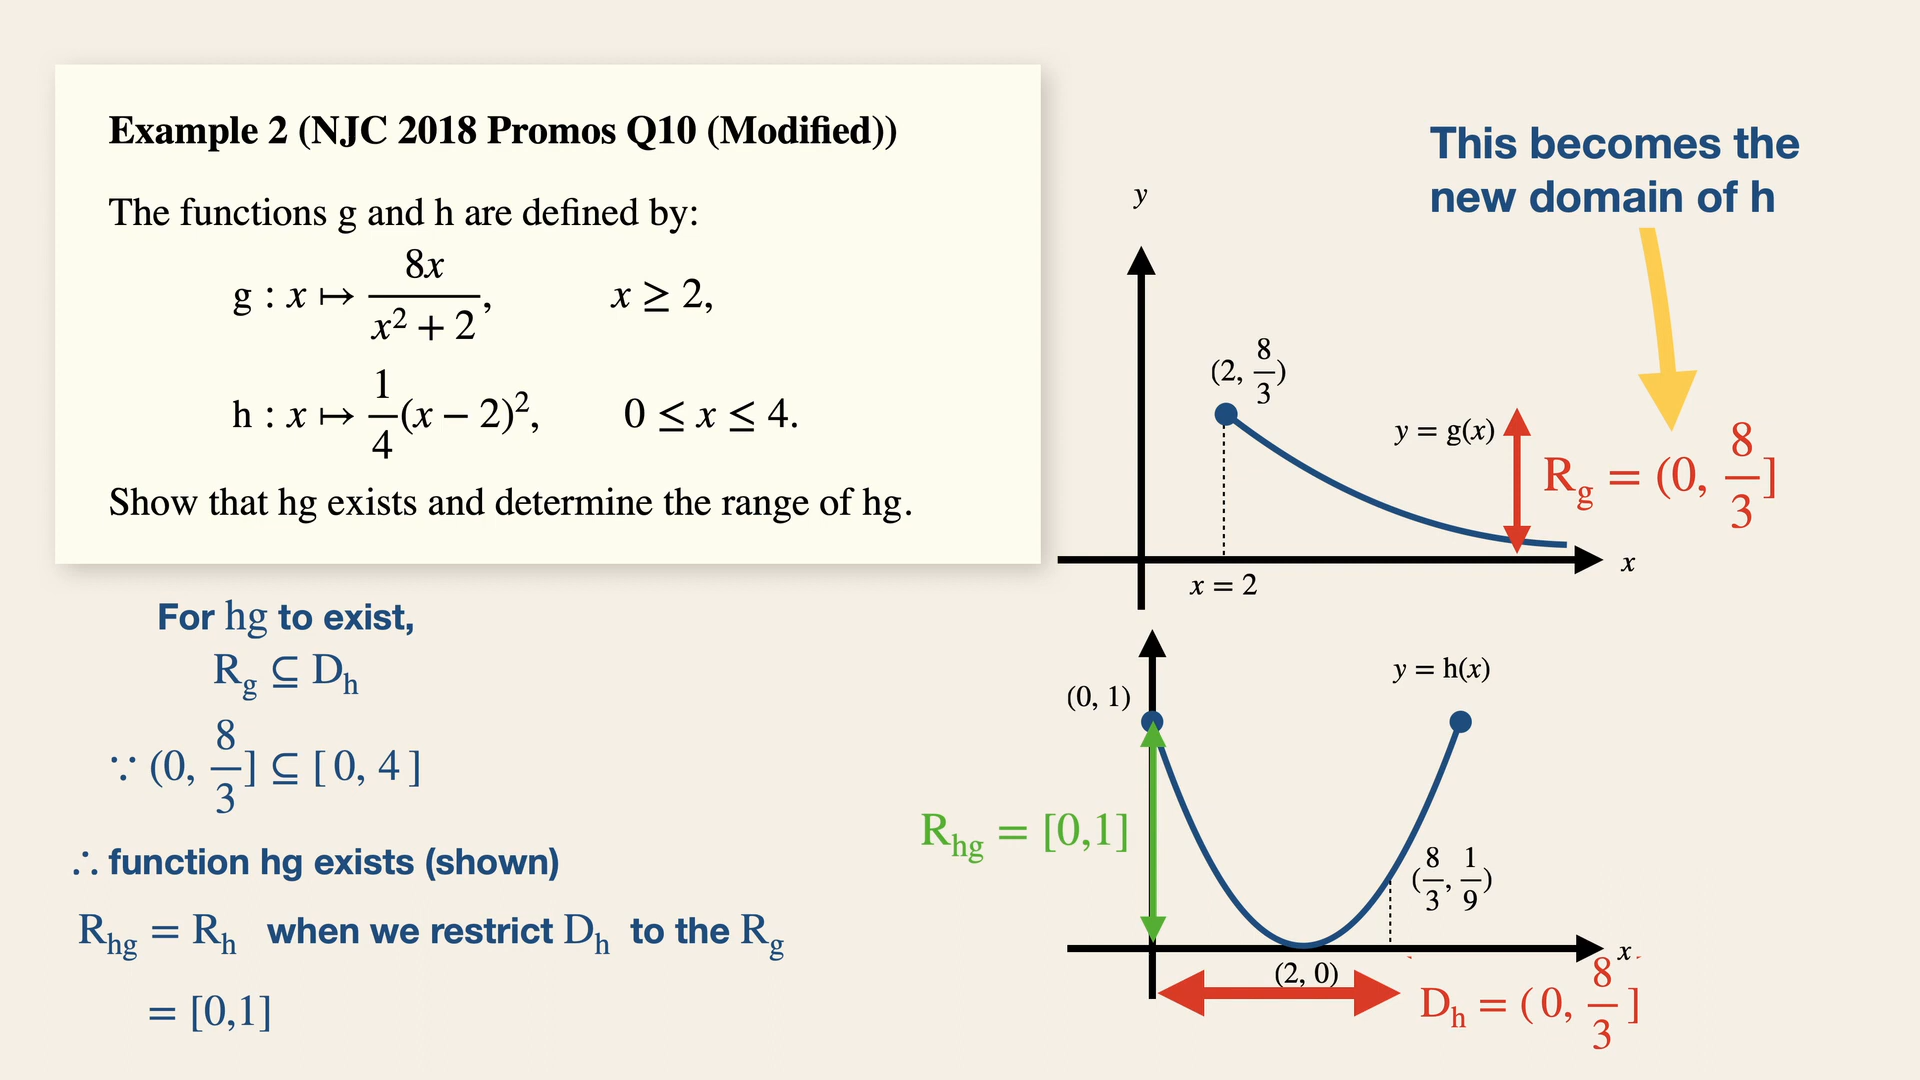 Example 2 (NJC 2018 Promos Q10 (Modified))
The functions g and h are defined by:
g : x ↦ 8x / (x² + 2), x ≥ 2,
h : x ↦ 1/4 (x − 2)², 0 ≤ x ≤ 4.
Show that hg exists and determine the range of hg.
For hg to exist,
R_g ⊆ D_h
∵ (0, 8/3] ⊆ [ 0, 4 ]
∴ function hg exists (shown)
R_hg = R_h when we restrict D_h to the R_g
= [0,1]
This becomes the
new domain of h
y
(2, 8/3)
y = g(x)
R_g = (0, 8/3]
x
x = 2
y = h(x)
(0, 1)
R_hg = [0,1]
(8/3, 1/9)
x
(2, 0)
D_h = ( 0, 8/3 ]